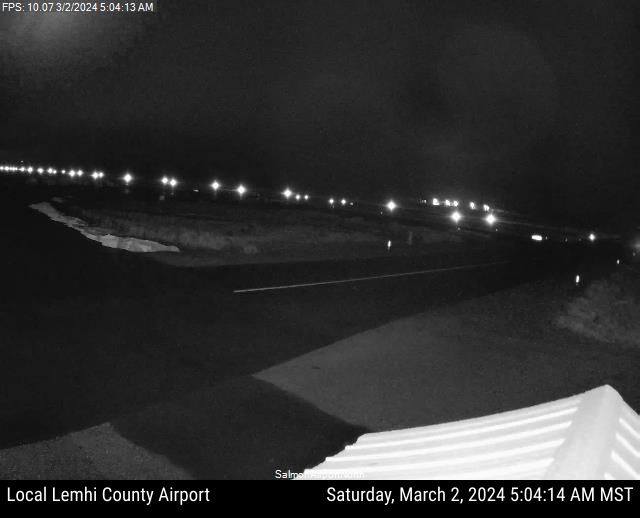 FPS: 10.07 3/2/2024 5:04:13 AM
Local Lemhi County Airport
Saturday, March 2, 2024 5:04:14 AM MST